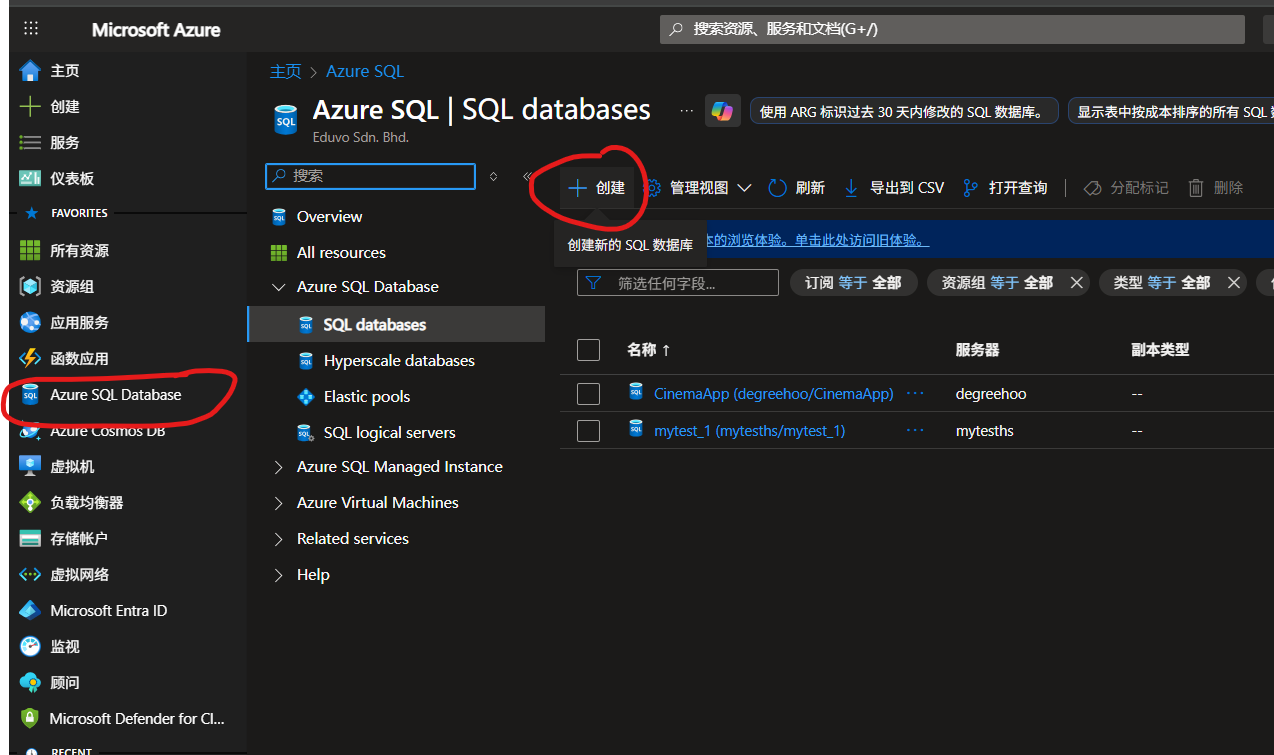 Microsoft Azure
搜索资源、服务和文档(G+/)
主页
创建
服务
仪表板
FAVORITES
所有资源
资源组
应用服务
函数应用
Azure SQL Database
Azure Cosmos DB
虚拟机
负载均衡器
存储帐户
虚拟网络
Microsoft Entra ID
监视
顾问
Microsoft Defender for Cl...
RECENT
主页 > Azure SQL
SQL
Azure SQL | SQL databases
...
Eduvo Sdn. Bhd.
使用 ARG 标识过去 30 天内修改的 SQL 数据库。
显示表中按成本排序的所有 SQL
搜索
Overview
All resources
Azure SQL Database
SQL databases
Hyperscale databases
Elastic pools
SQL logical servers
Azure SQL Managed Instance
Azure Virtual Machines
Related services
Help
创建 管理视图 刷新 导出到 CSV 打开查询 分配标记 删除
创建新的 SQL 数据库
的浏览体验。单击此处访问旧体验。
筛选任何字段... 订阅 等于 全部 资源组 等于 全部 类型 等于 全部
名称 ↑ 服务器 副本类型
CinemaApp (degreehoo/CinemaApp) ... degreehoo --
mytest_1 (mytesths/mytest_1) ... mytesths --